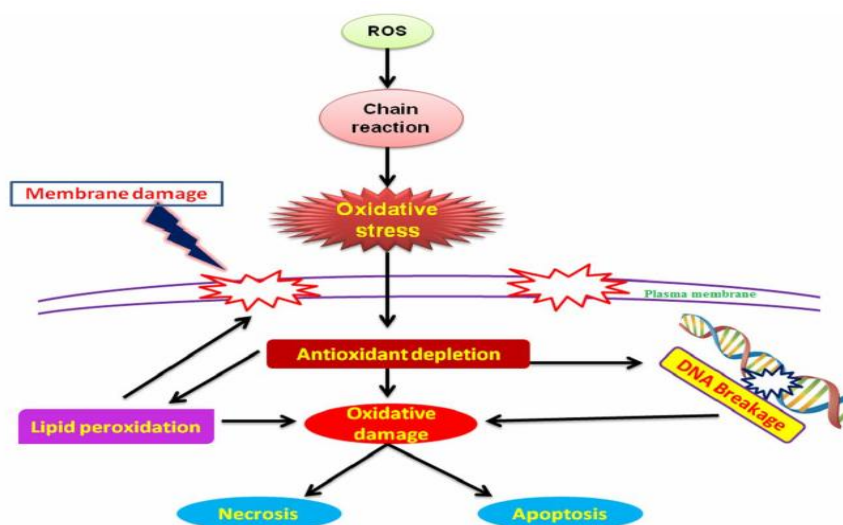 ROS
Chain
reaction
Membrane damage
Oxidative
stress
Plasma membrane
Antioxidant depletion
DNA Breakage
Lipid peroxidation
Oxidative
damage
Necrosis
Apoptosis